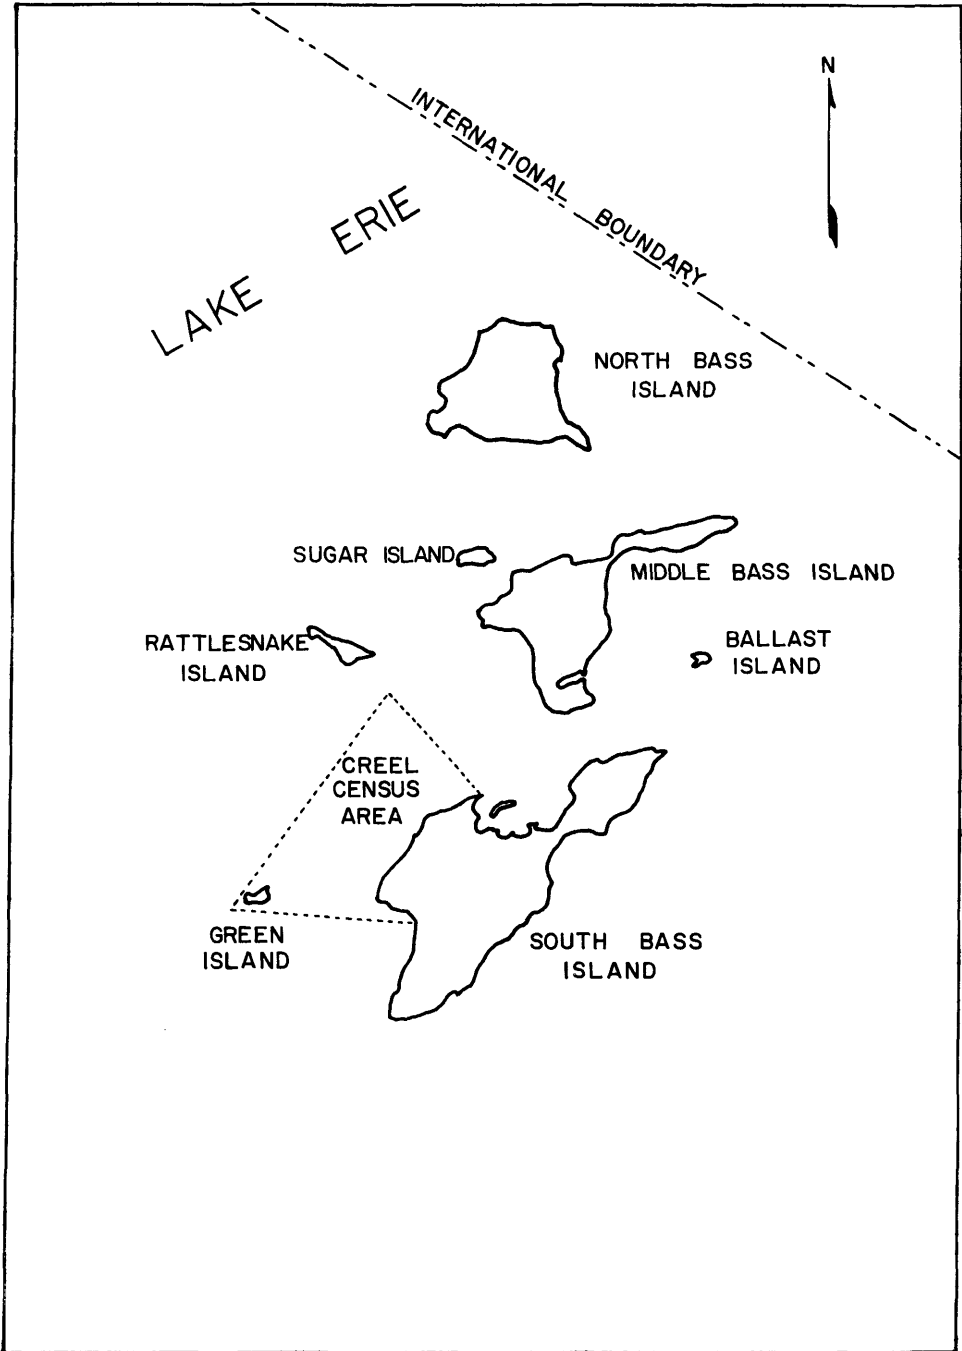 N
INTERNATIONAL BOUNDARY
LAKE ERIE
NORTH BASS
ISLAND
SUGAR ISLAND
MIDDLE BASS ISLAND
RATTLESNAKE
ISLAND
BALLAST
ISLAND
CREEL
CENSUS
AREA
GREEN
ISLAND
SOUTH BASS
ISLAND